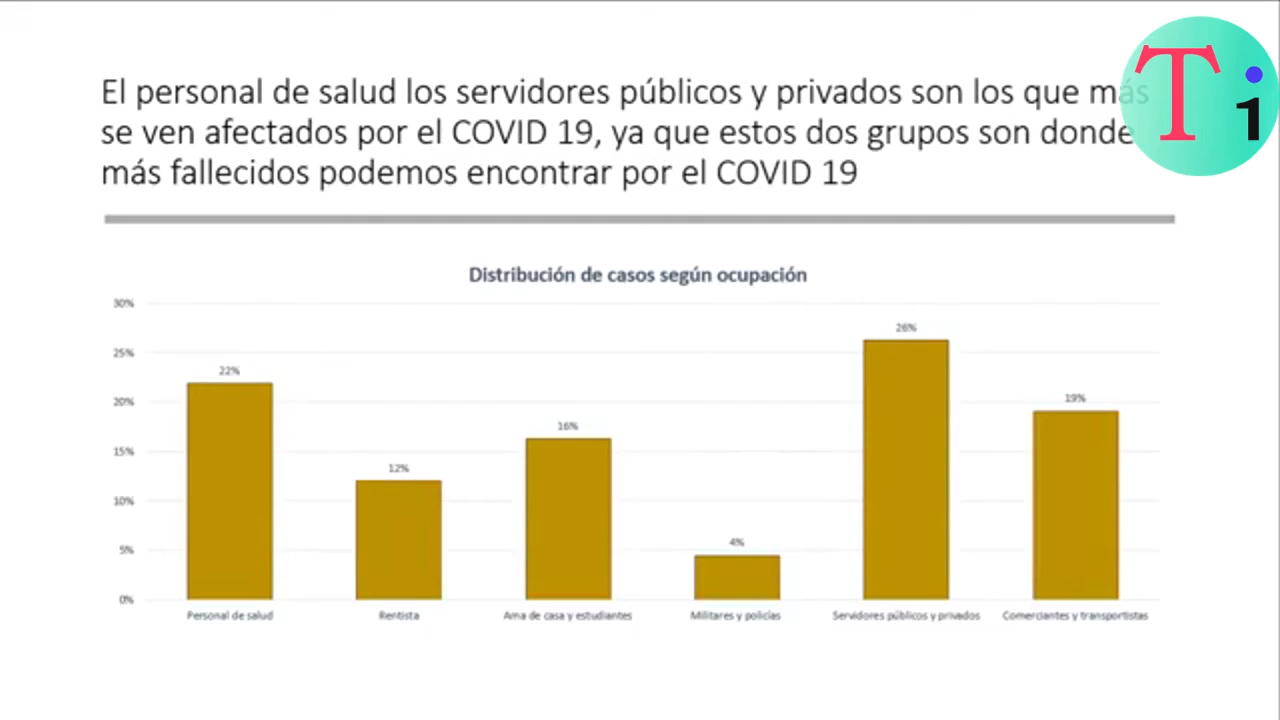 El personal de salud los servidores públicos y privados son los que más
se ven afectados por el COVID 19, ya que estos dos grupos son donde
más fallecidos podemos encontrar por el COVID 19
Ti
Distribución de casos según ocupación
30%
25%
20%
15%
10%
5%
0%
22%
12%
16%
4%
26%
19%
Personal de salud
Rentista
Ama de casa y estudiantes
Militares y policías
Servidores públicos y privados
Comerciantes y transportistas